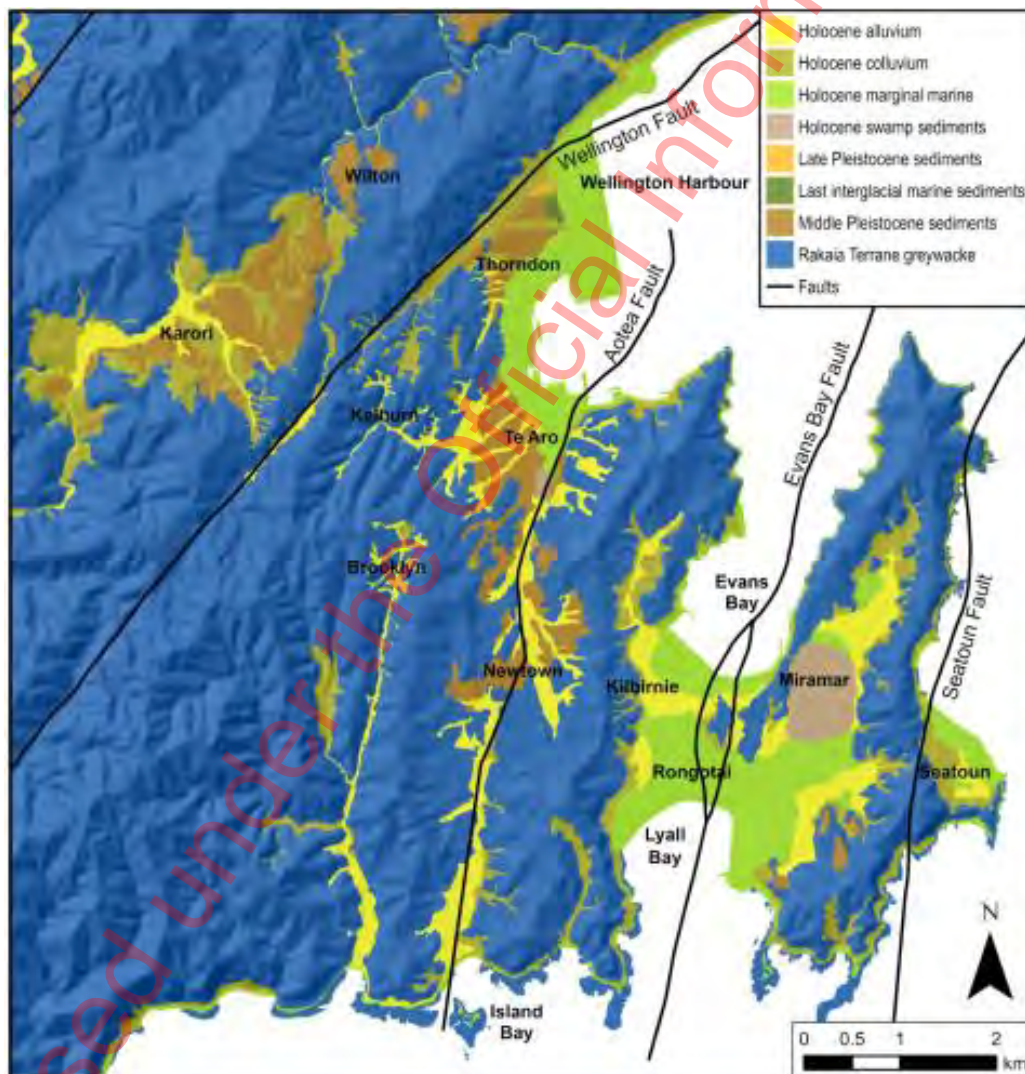 Holocene alluvium
Holocene colluvium
Holocene marginal marine
Holocene swamp sediments
Late Pleistocene sediments
Last interglacial marine sediments
Middle Pleistocene sediments
Rakaia Terrane greywacke
Faults
Wellington Fault
Wilton
Wellington Harbour
Thorndon
Aotea Fault
Karori
Evans Bay Fault
Kelburn
Te Aro
Brooklyn
Evans
Bay
Seatoun Fault
Newtown
Kilbirnie
Miramar
Rongotai
Seatoun
Lyall
Bay
N
Island
Bay
0 0.5 1 2
km
sed under the Official Inform